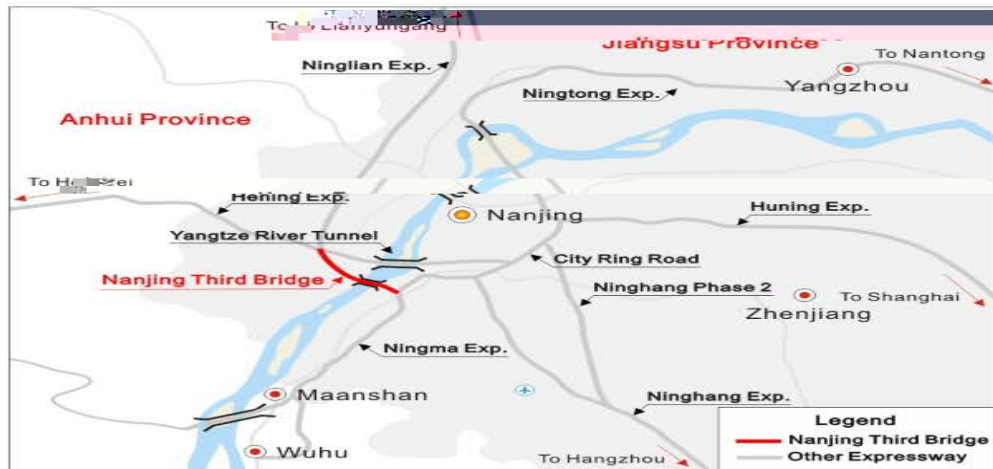 Lianyungang
Jiangsu Province
To Nantong
Ninglian Exp.
Yangzhou
Ningtong Exp.
Anhui Province
To
Hening Exp.
Nanjing
Huning Exp.
Yangtze River Tunnel
City Ring Road
Nanjing Third Bridge
Ninghang Phase 2
To Shanghai
Zhenjiang
Ningma Exp.
Maanshan
Ninghang Exp.
Legend
Nanjing Third Bridge
Other Expressway
Wuhu
To Hangzhou